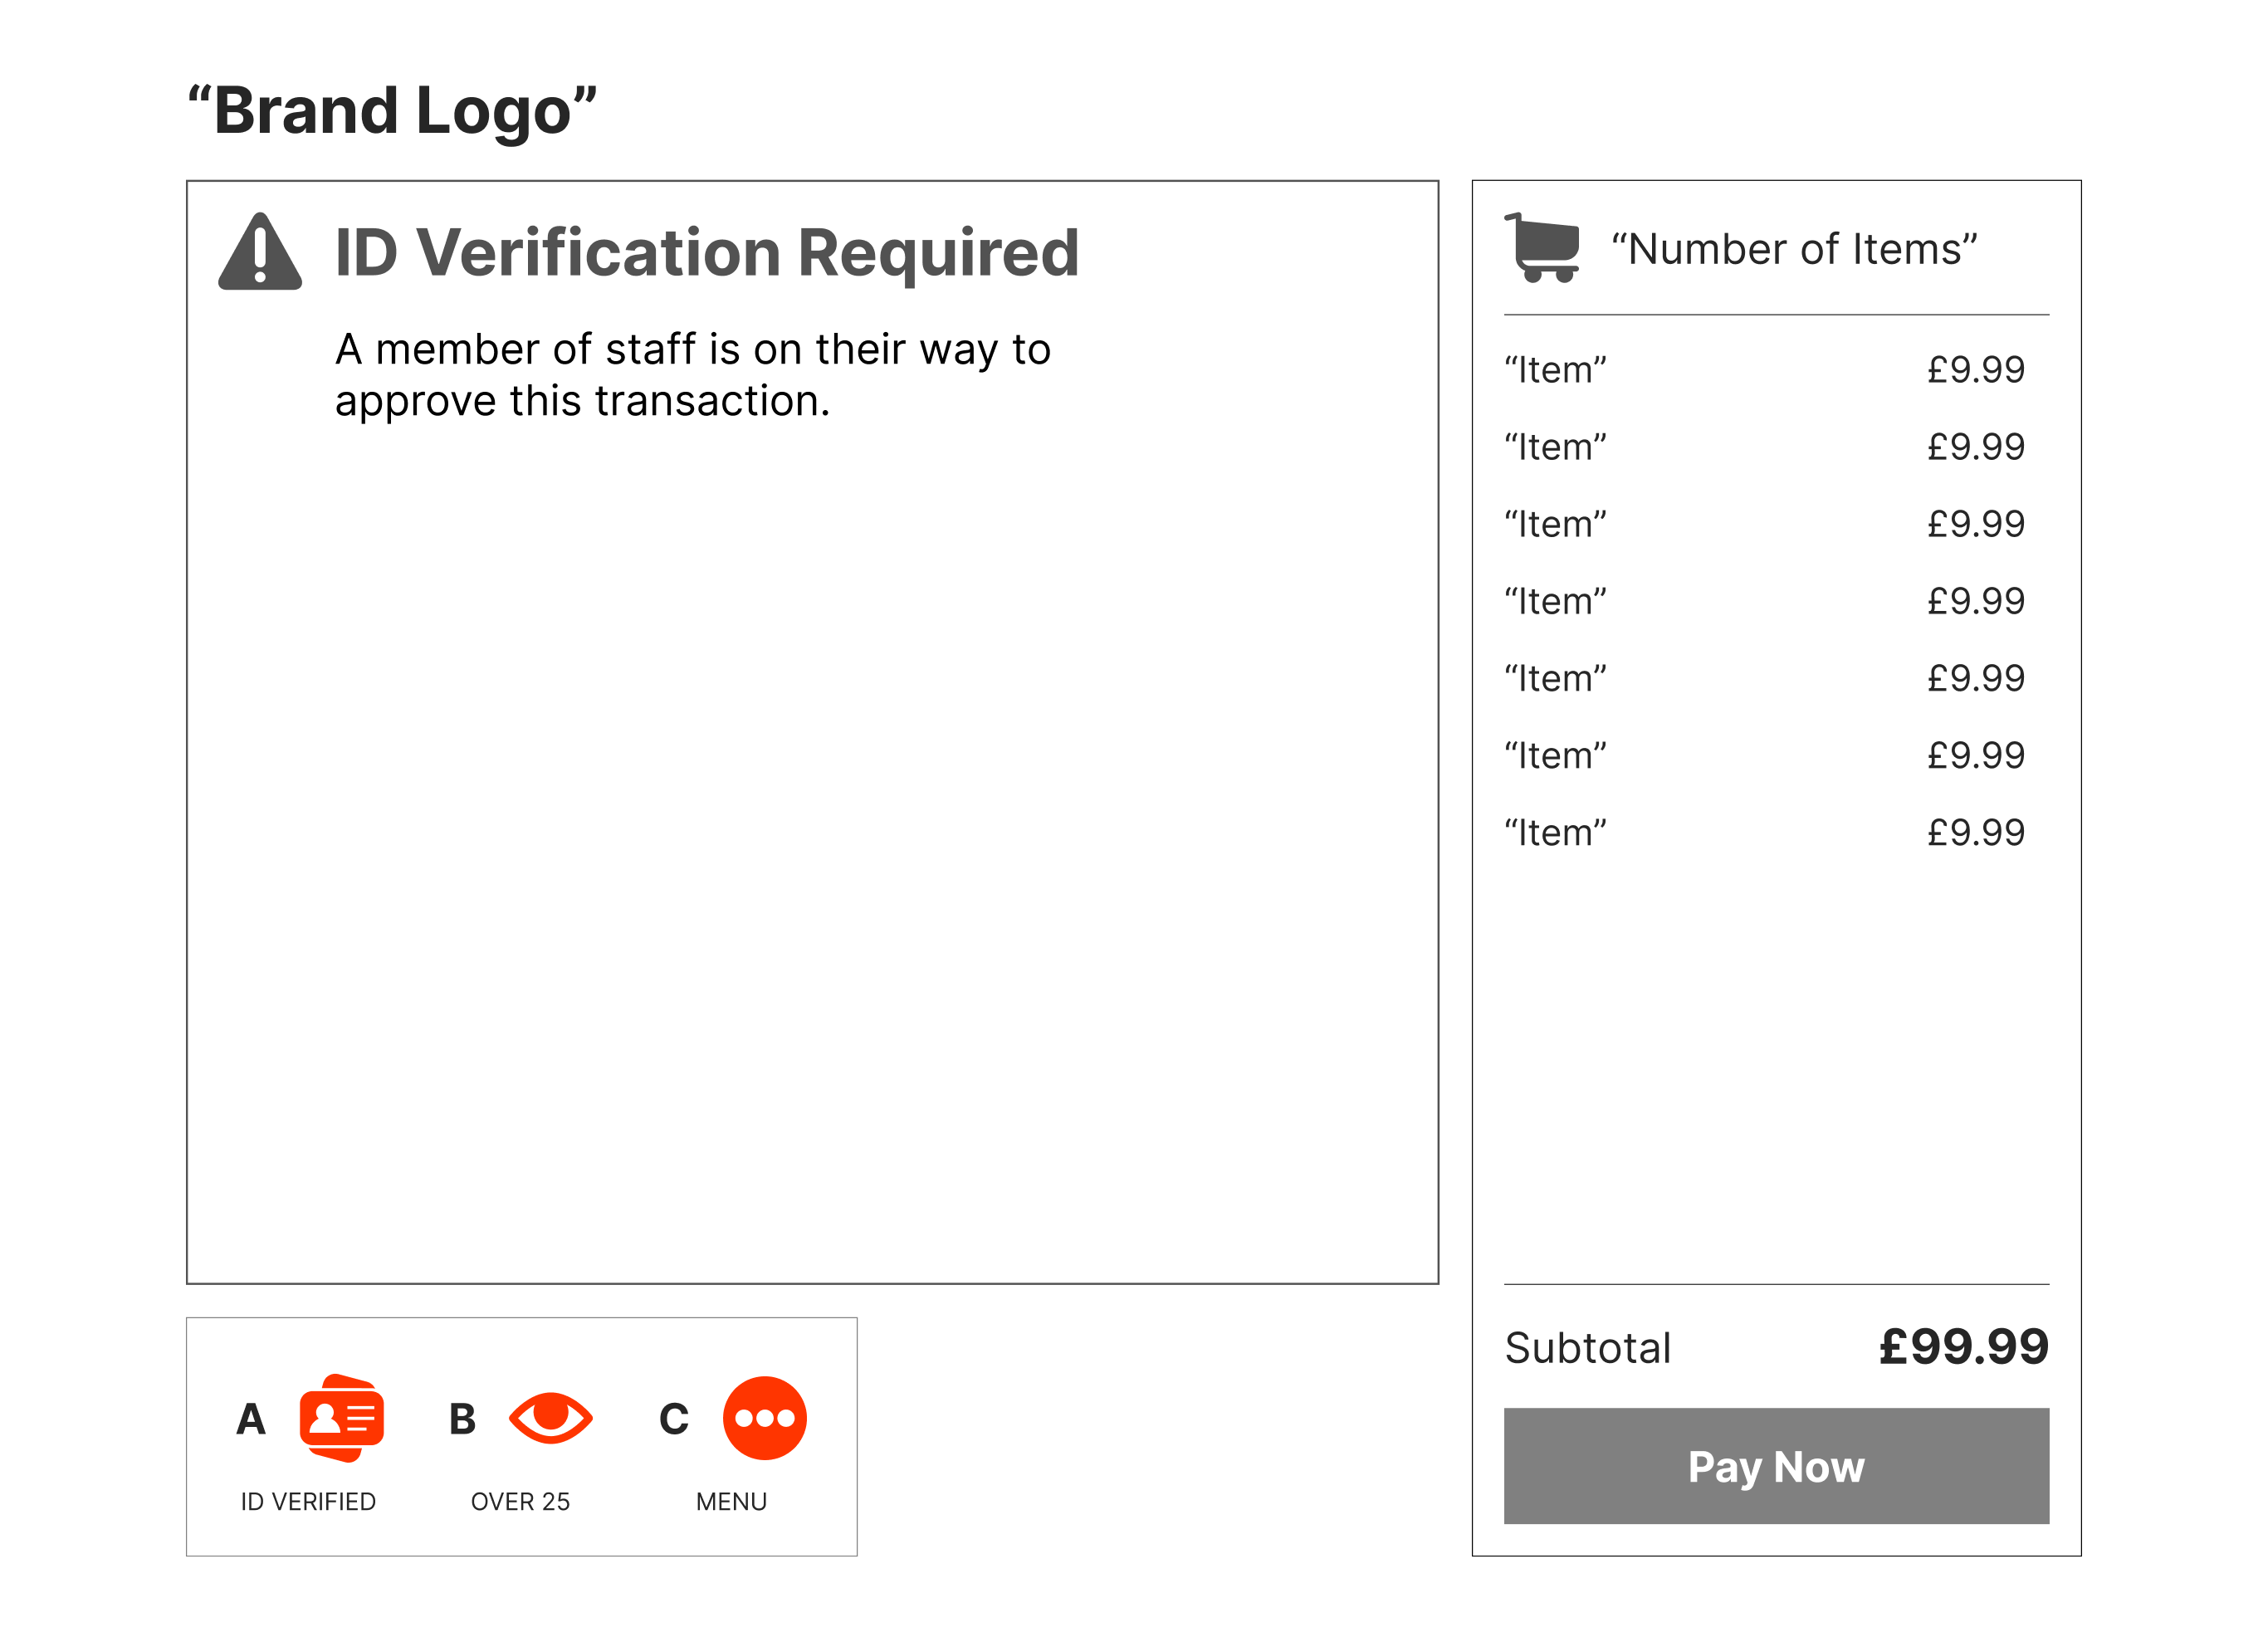 “Brand Logo”
ID Verification Required
A member of staff is on their way to
approve this transaction.
“Number of Items”
“Item” £9.99
“Item” £9.99
“Item” £9.99
“Item” £9.99
“Item” £9.99
“Item” £9.99
“Item” £9.99
Subtotal £99.99
Pay Now
A B C
ID VERIFIED OVER 25 MENU